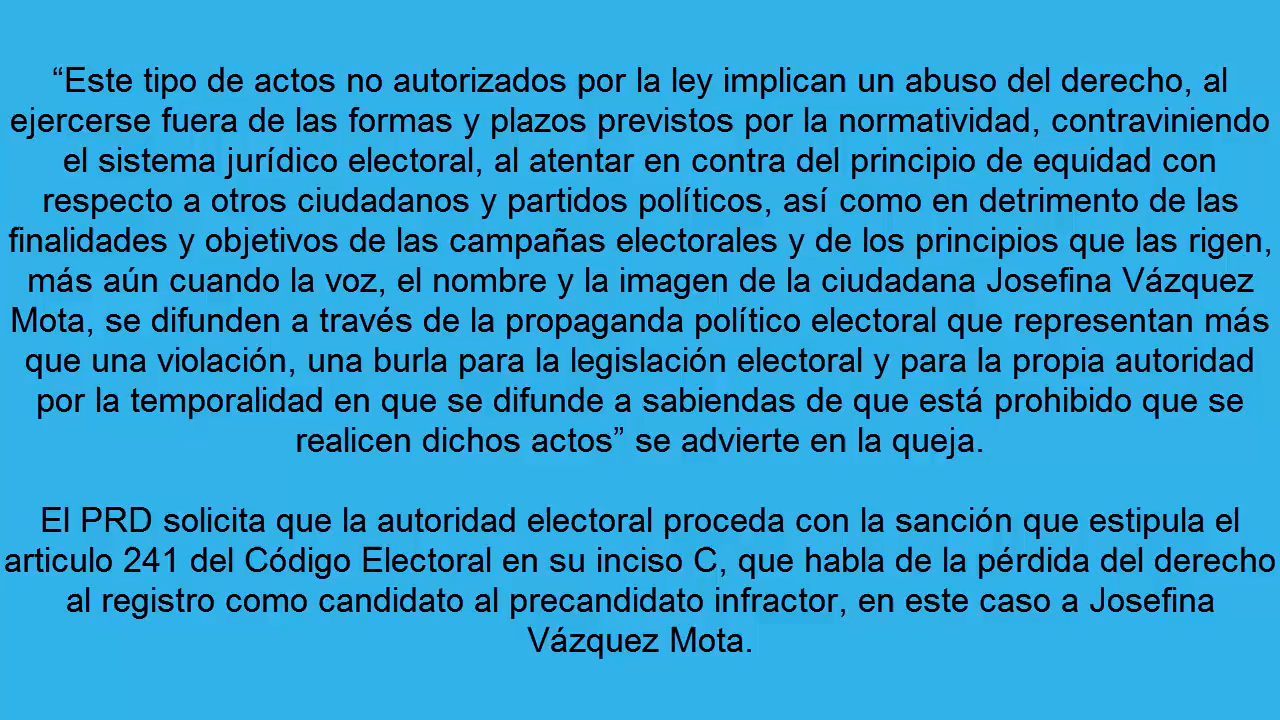 “Este tipo de actos no autorizados por la ley implican un abuso del derecho, al
ejercerse fuera de las formas y plazos previstos por la normatividad, contraviniendo
el sistema jurídico electoral, al atentar en contra del principio de equidad con
respecto a otros ciudadanos y partidos políticos, así como en detrimento de las
finalidades y objetivos de las campañas electorales y de los principios que las rigen,
más aún cuando la voz, el nombre y la imagen de la ciudadana Josefina Vázquez
Mota, se difunden a través de la propaganda político electoral que representan más
que una violación, una burla para la legislación electoral y para la propia autoridad
por la temporalidad en que se difunde a sabiendas de que está prohibido que se
realicen dichos actos” se advierte en la queja.
El PRD solicita que la autoridad electoral proceda con la sanción que estipula el
articulo 241 del Código Electoral en su inciso C, que habla de la pérdida del derecho
al registro como candidato al precandidato infractor, en este caso a Josefina
Vázquez Mota.